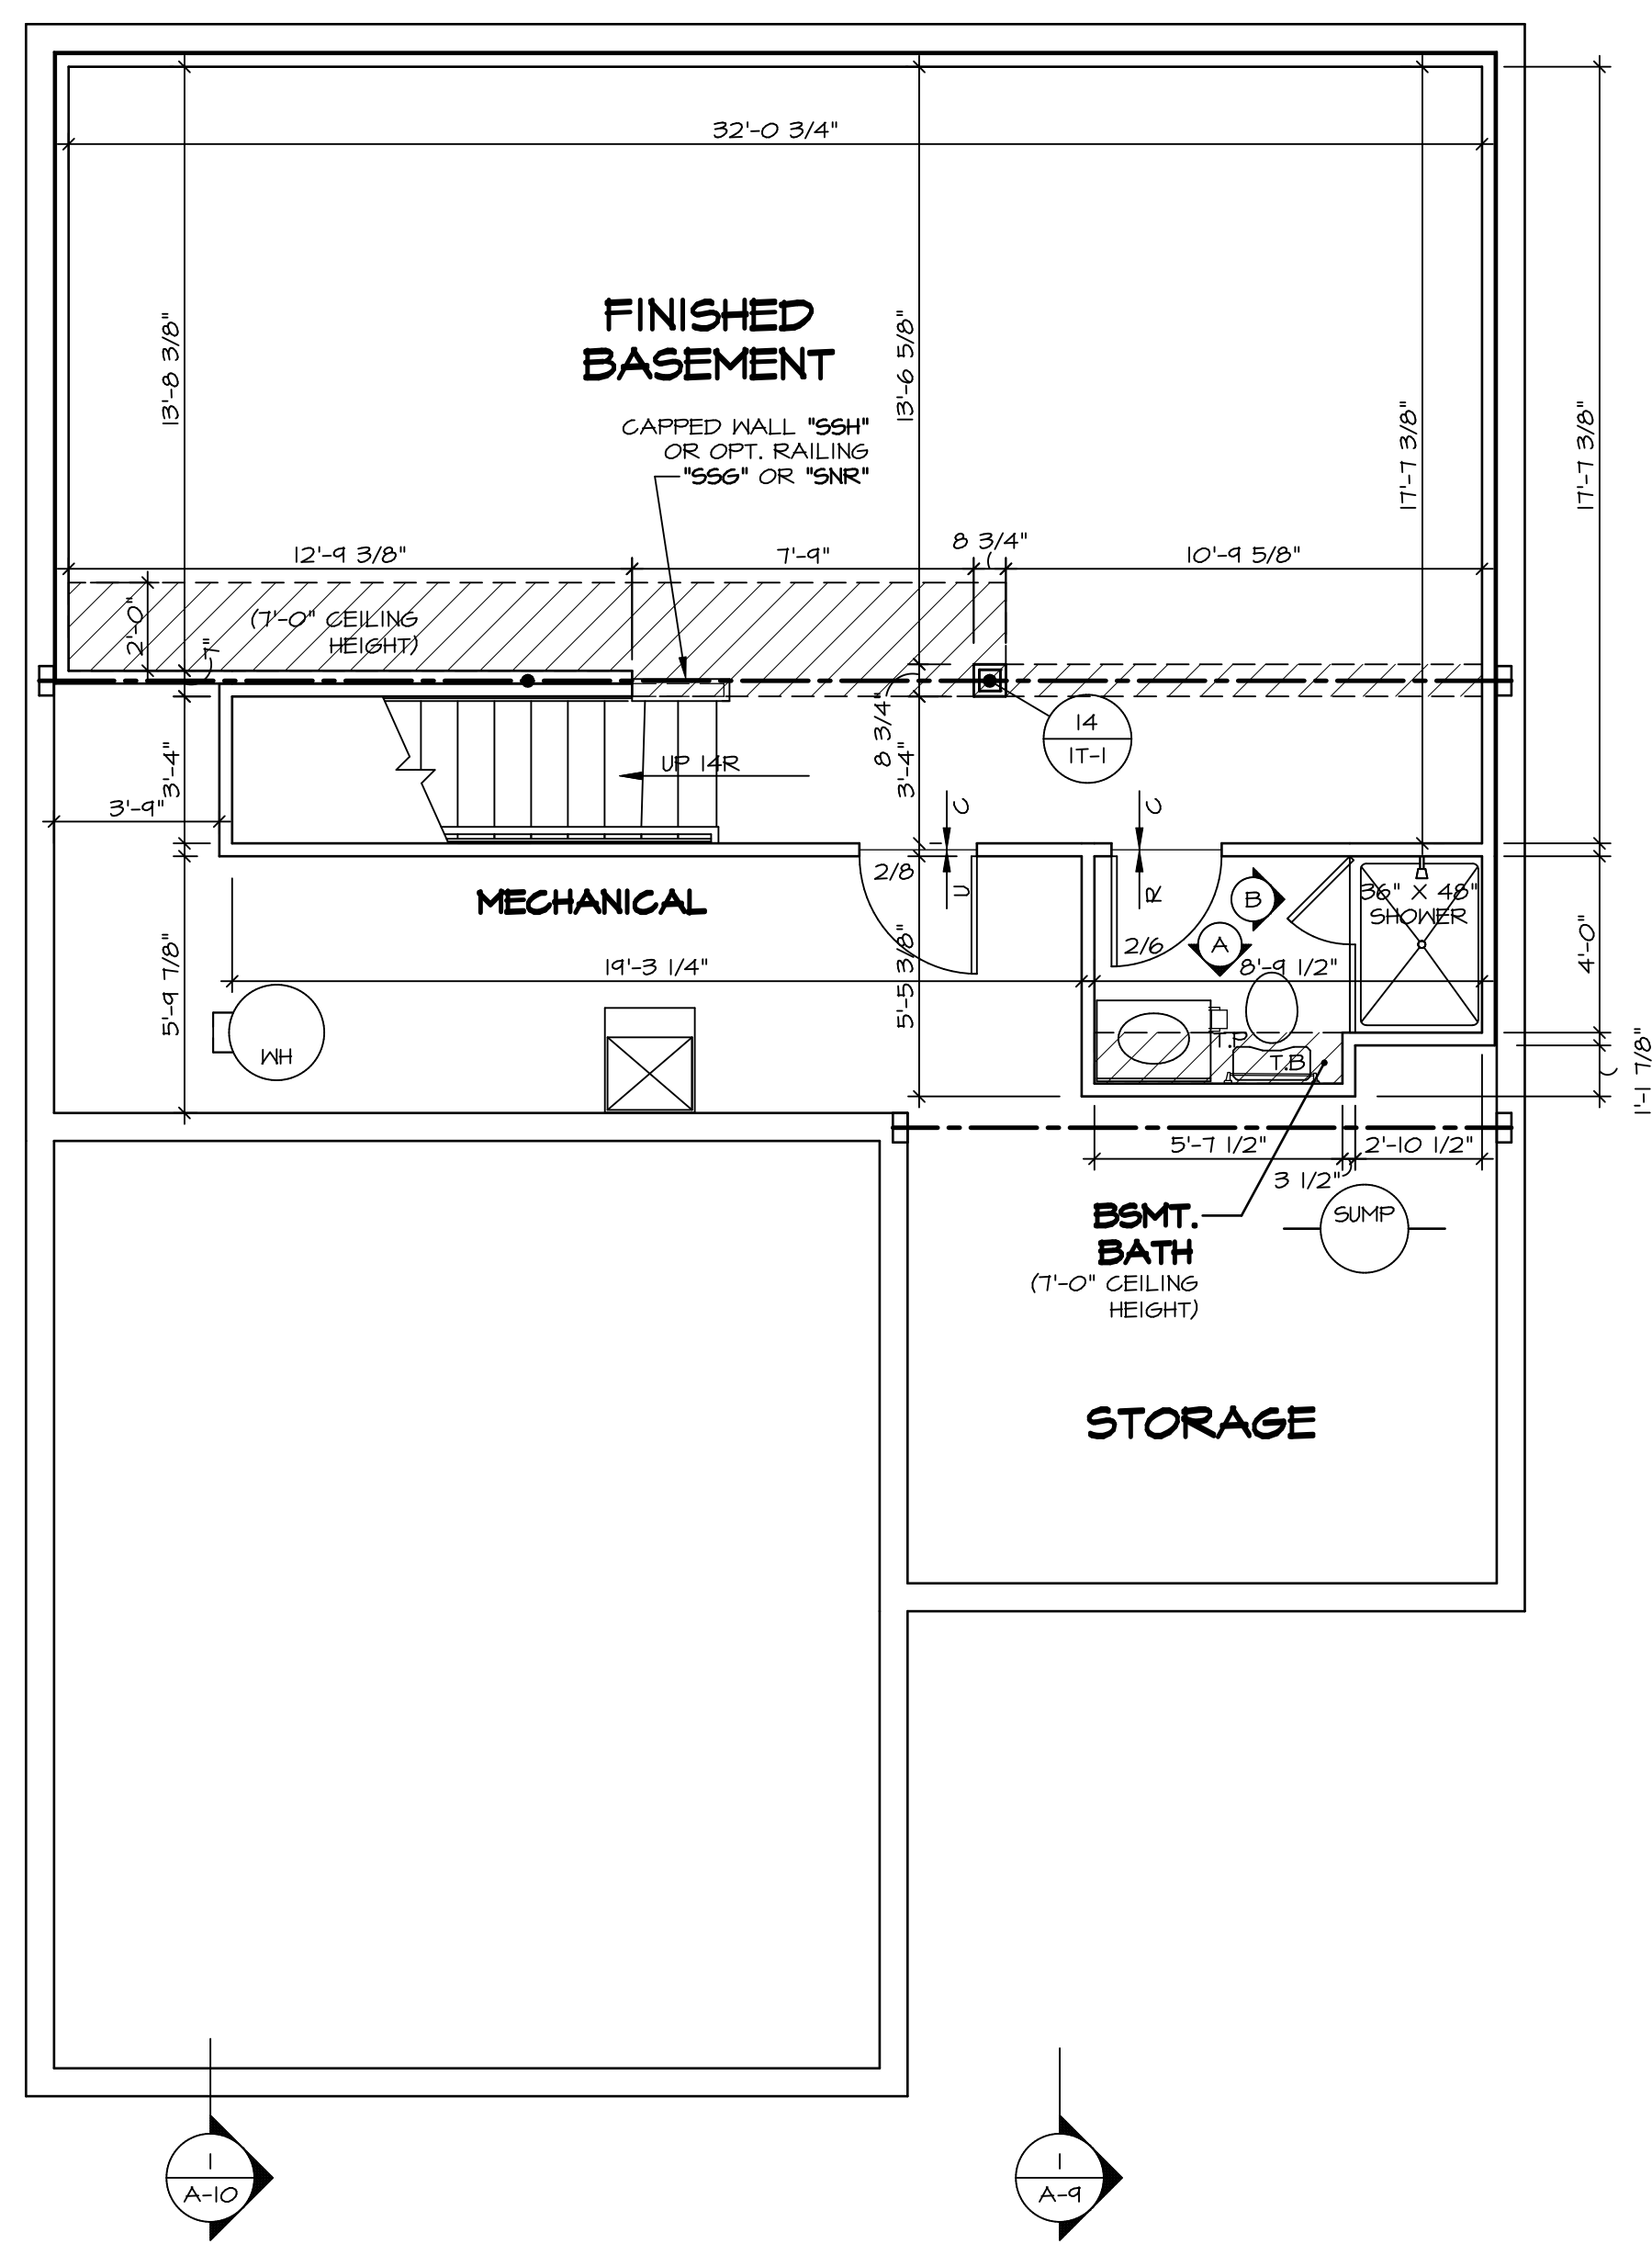 32'-0 3/4"
FINISHED
BASEMENT
13'-8 3/8"
13'-6 5/8"
17'-7 3/8"
17'-7 3/8"
CAPPED WALL "SSH"
OR OPT. RAILING
"SSG" OR "SNR"
12'-9 3/8"
7'-9"
8 3/4"
10'-9 5/8"
2'-0"
(7'-0" CEILING
HEIGHT)
7"
14
1T-1
8 3/4"
3'-4"
3'-4"
UP 14R
3'-9"
C
C
2/8
U
R
MECHANICAL
B
A
36" X 48"
SHOWER
2/6
5'-9 7/8"
19'-3 1/4"
5'-5 3/8"
8'-9 1/2"
4'-0"
WH
T.P
T.B
1'-1 7/8"
5'-7 1/2"
2'-10 1/2"
3 1/2"
BSMT.
BATH
(7'-0" CEILING
HEIGHT)
SUMP
STORAGE
1
A-10
1
A-9